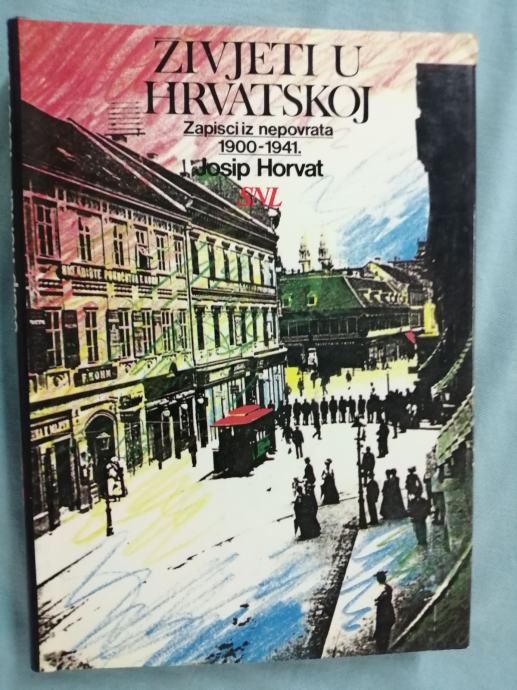 ŽIVJETI U
HRVATSKOJ
Zapisci iz nepovrata
1900-1941.
Josip Horvat
SNL